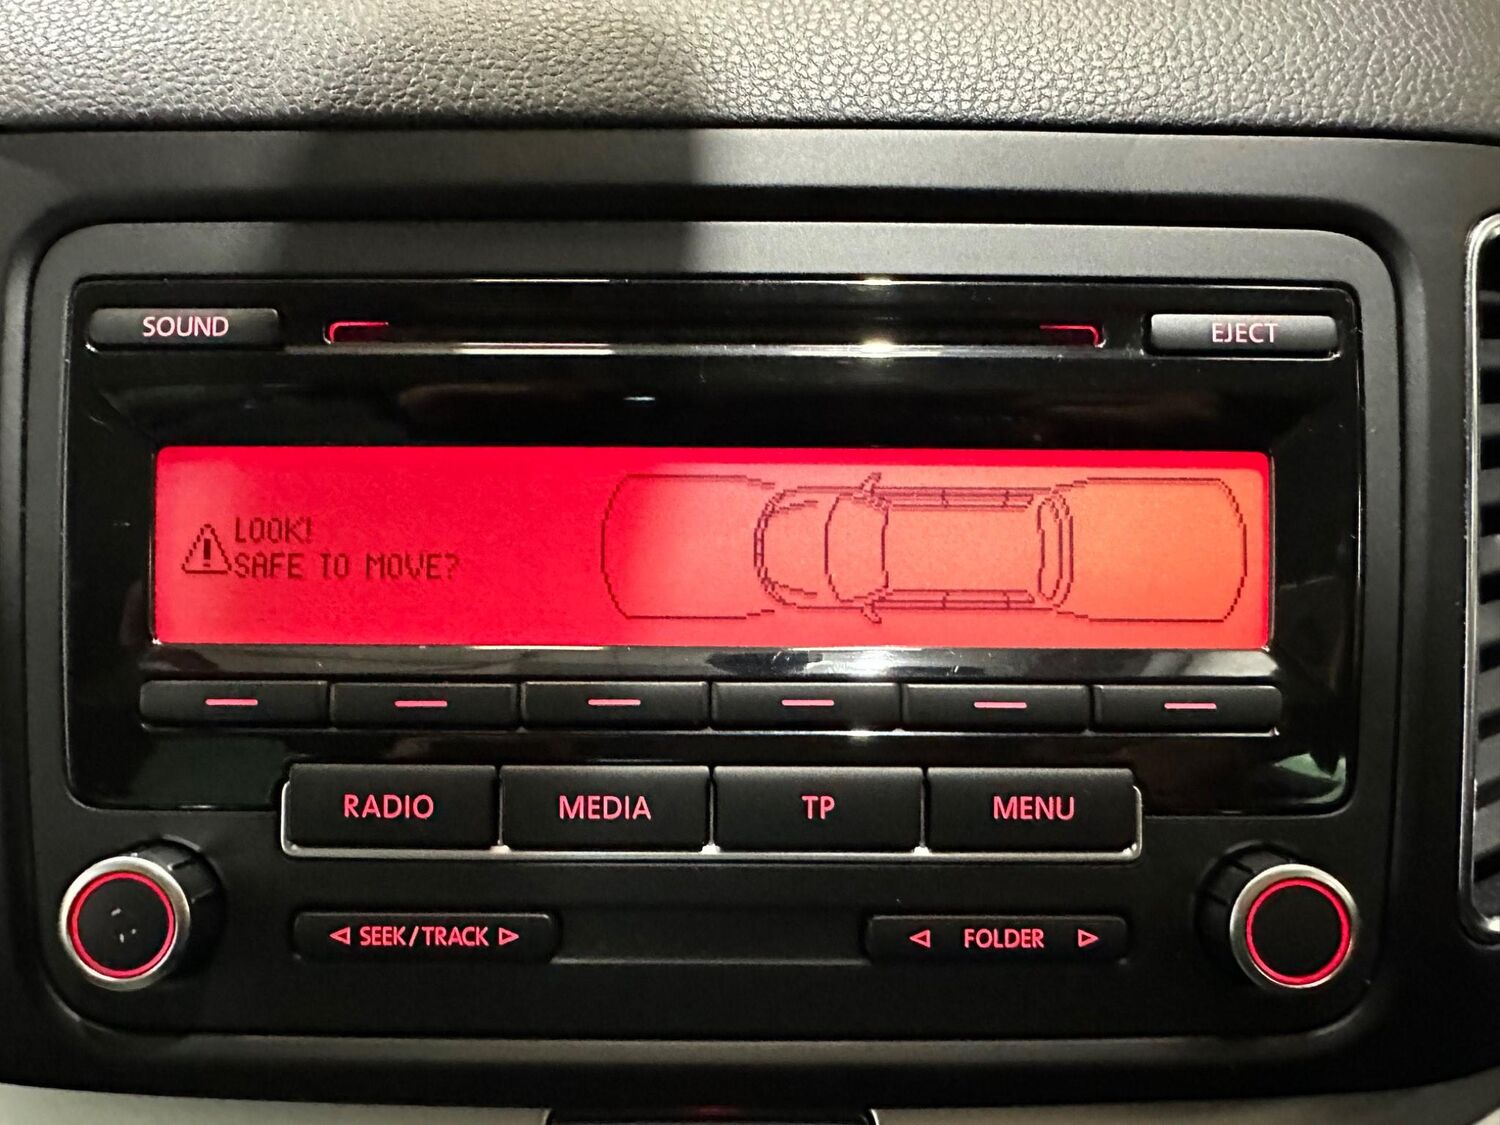 SOUND
EJECT
LOOK!
SAFE TO MOVE?
RADIO
MEDIA
TP
MENU
SEEK/TRACK
FOLDER